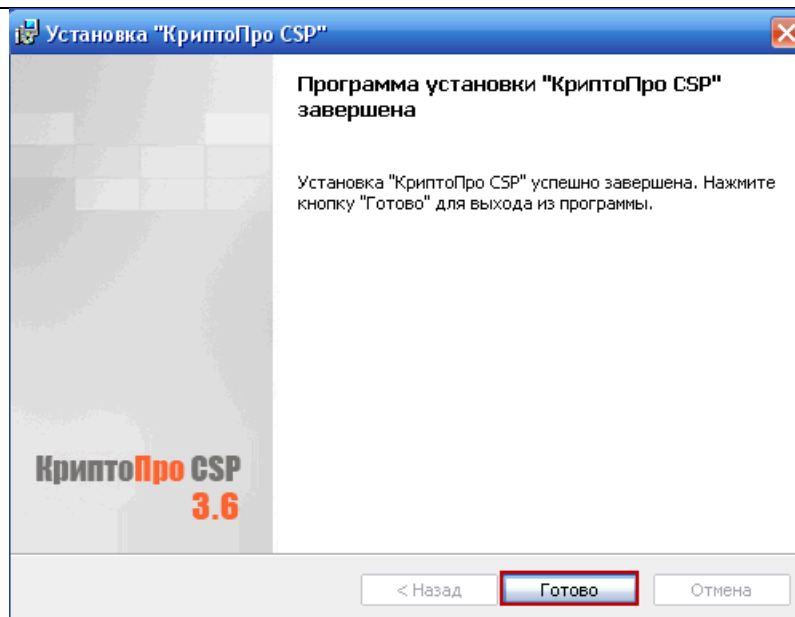 Установка "КриптоПро CSP"
Программа установки "КриптоПро CSP"
завершена
Установка "КриптоПро CSP" успешно завершена. Нажмите
кнопку "Готово" для выхода из программы.
КриптоПро CSP
3.6
< Назад
Готово
Отмена